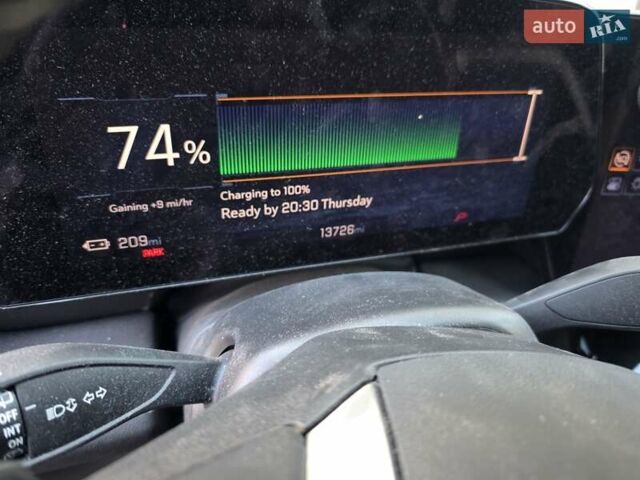 auto RIA.com
74%
Gaining +9 mi/hr
Charging to 100%
Ready by 20:30 Thursday
209mi
13726mi
PARK
OFF
INT
ON